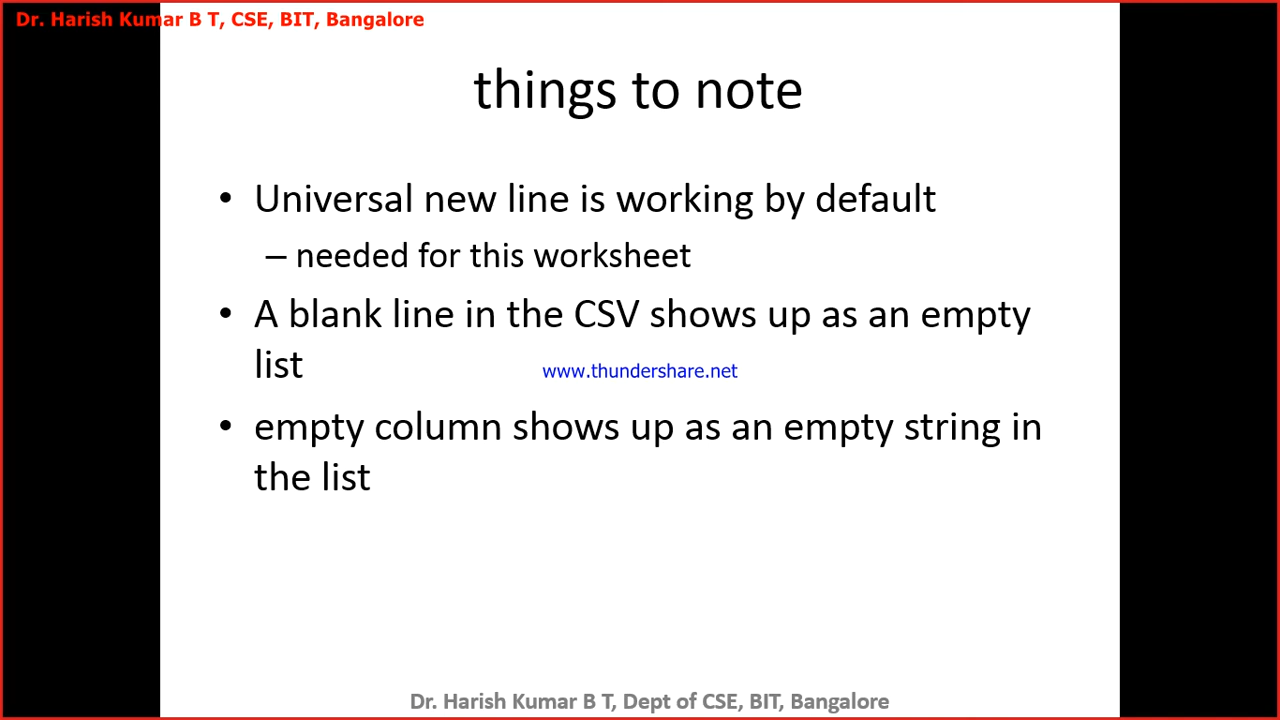 Dr. Harish Kumar B T, CSE, BIT, Bangalore
things to note
• Universal new line is working by default
– needed for this worksheet
• A blank line in the CSV shows up as an empty
list
www.thundershare.net
• empty column shows up as an empty string in
the list
Dr. Harish Kumar B T, Dept of CSE, BIT, Bangalore